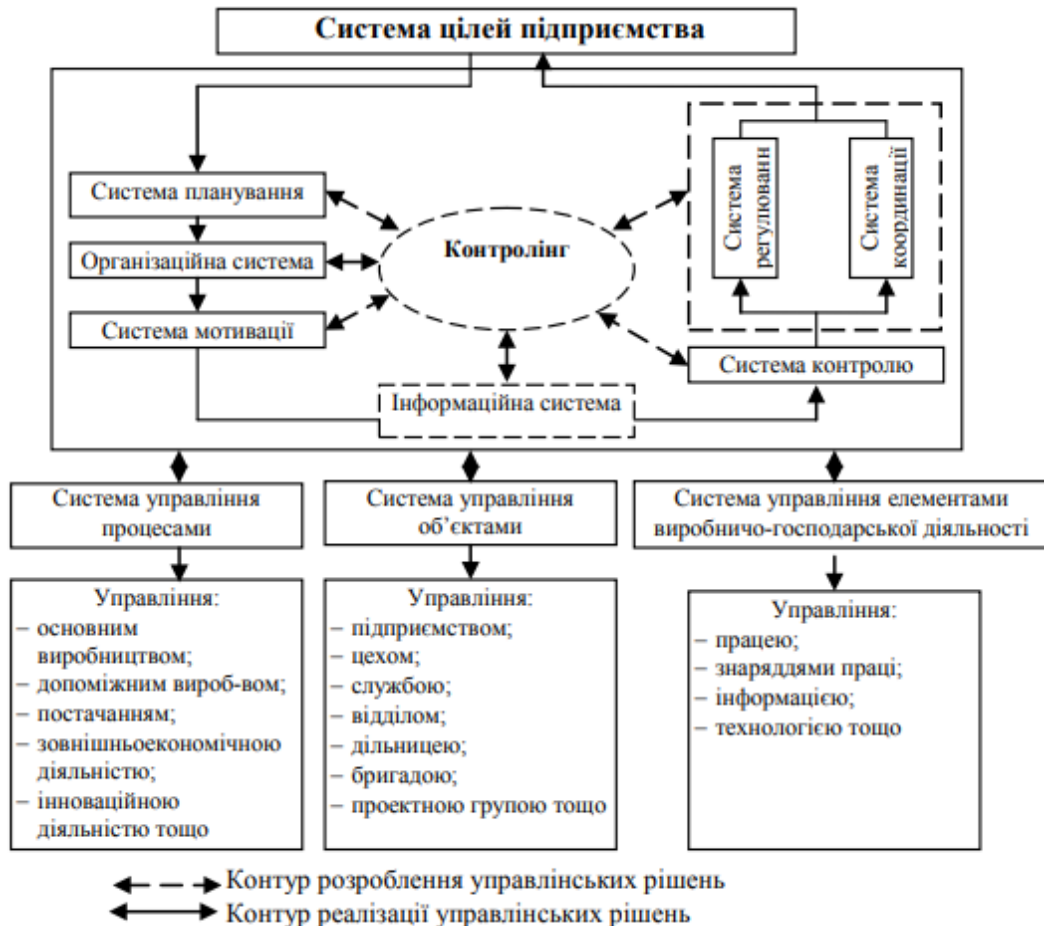 Система цілей підприємства
Система планування
Організаційна система
Система мотивації
Контролінг
Інформаційна система
Система
регулюванн
Система
координації
Система контролю
Система управління
процесами
Система управління
об’єктами
Система управління елементами
виробничо-господарської діяльності
Управління:
– основним
виробництвом;
– допоміжним вироб-вом;
– постачанням;
– зовнішньоекономічною
діяльністю;
– інноваційною
діяльністю тощо
Управління:
– підприємством;
– цехом;
– службою;
– відділом;
– дільницею;
– бригадою;
– проектною групою тощо
Управління:
– працею;
– знаряддями праці;
– інформацією;
– технологією тощо
Контур розроблення управлінських рішень
Контур реалізації управлінських рішень